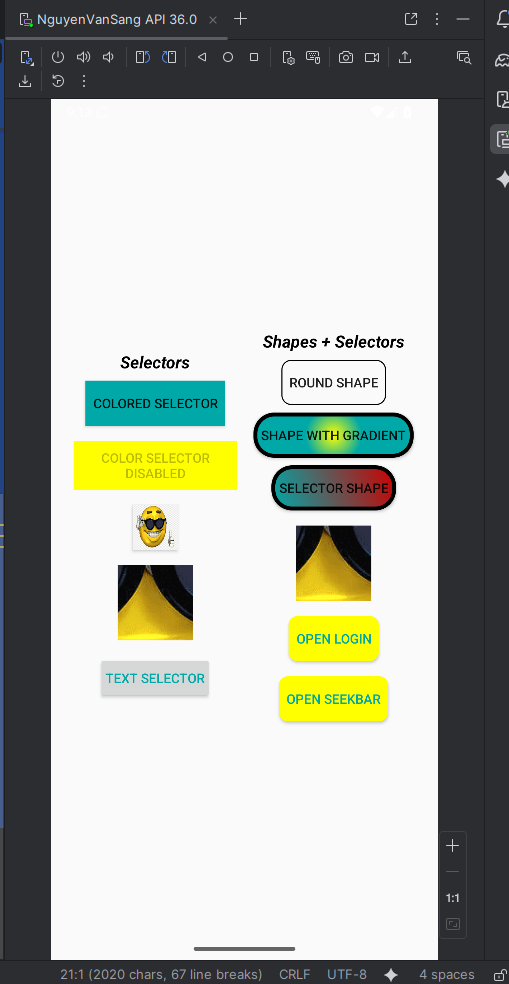 NguyenVanSang API 36.0
Selectors
COLORED SELECTOR
COLOR SELECTOR
DISABLED
TEXT SELECTOR
Shapes + Selectors
ROUND SHAPE
SHAPE WITH GRADIENT
SELECTOR SHAPE
OPEN LOGIN
OPEN SEEKBAR
1:1
21:1 (2020 chars, 67 line breaks) CRLF UTF-8 4 spaces